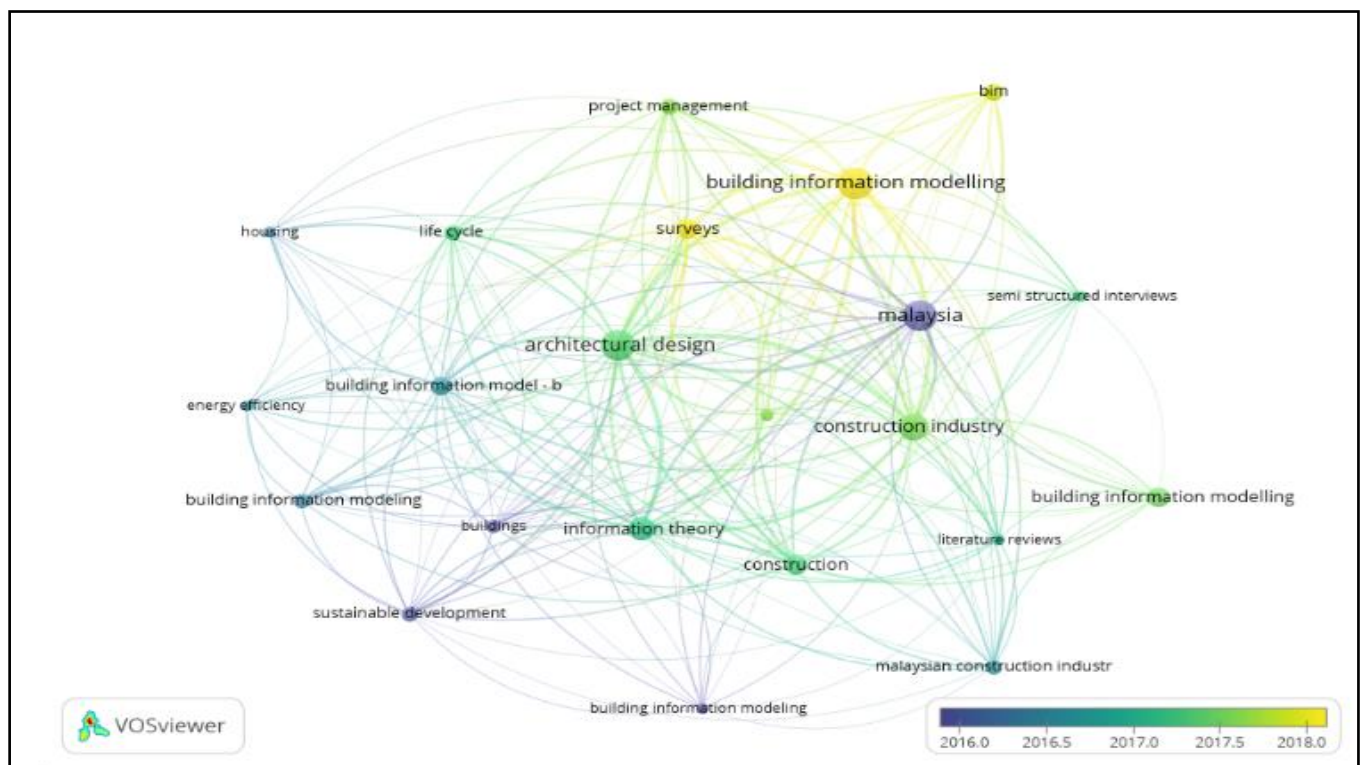 bim
project management
building information modelling
surveys
housing
life cycle
semi structured interviews
malaysia
architectural design
building information model - b
energy efficiency
construction industry
building information modelling
building information modeling
buildings
information theory
literature reviews
construction
sustainable development
malaysian construction industr
building information modeling
VOSviewer
2016.0 2016.5 2017.0 2017.5 2018.0